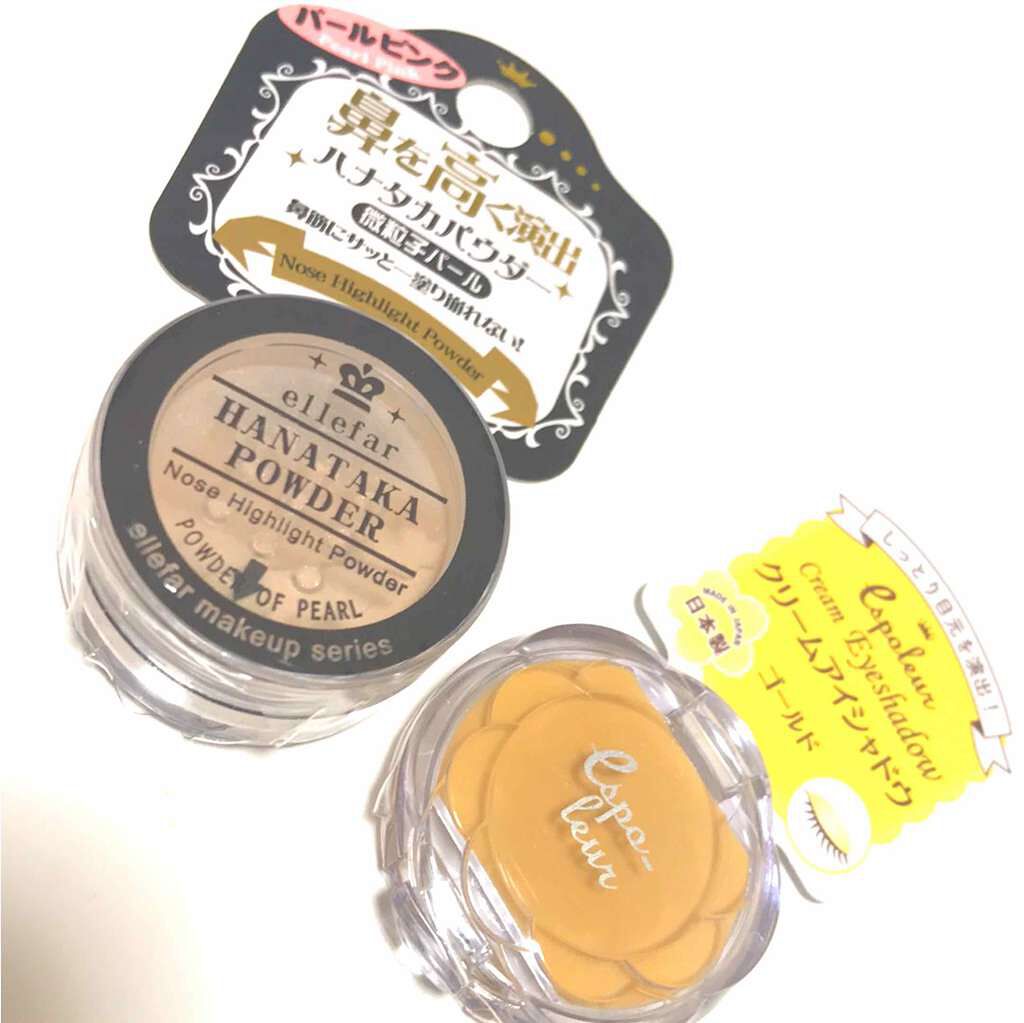 パールピンク
Pearl Pink
鼻を高く演出
ハナタカパウダー
微粒子パール
鼻筋にサッと一塗り崩れない!
Nose Highlight Powder
ellefar
HANATAKA
POWDER
Nose Highlight Powder
POWDER OF PEARL
ellefar makeup series
しっとり目元を演出!
Espoleur
Cream Eyeshadow
クリームアイシャドウ
ゴールド
MADE IN JAPAN
日本製
Espo-
leur